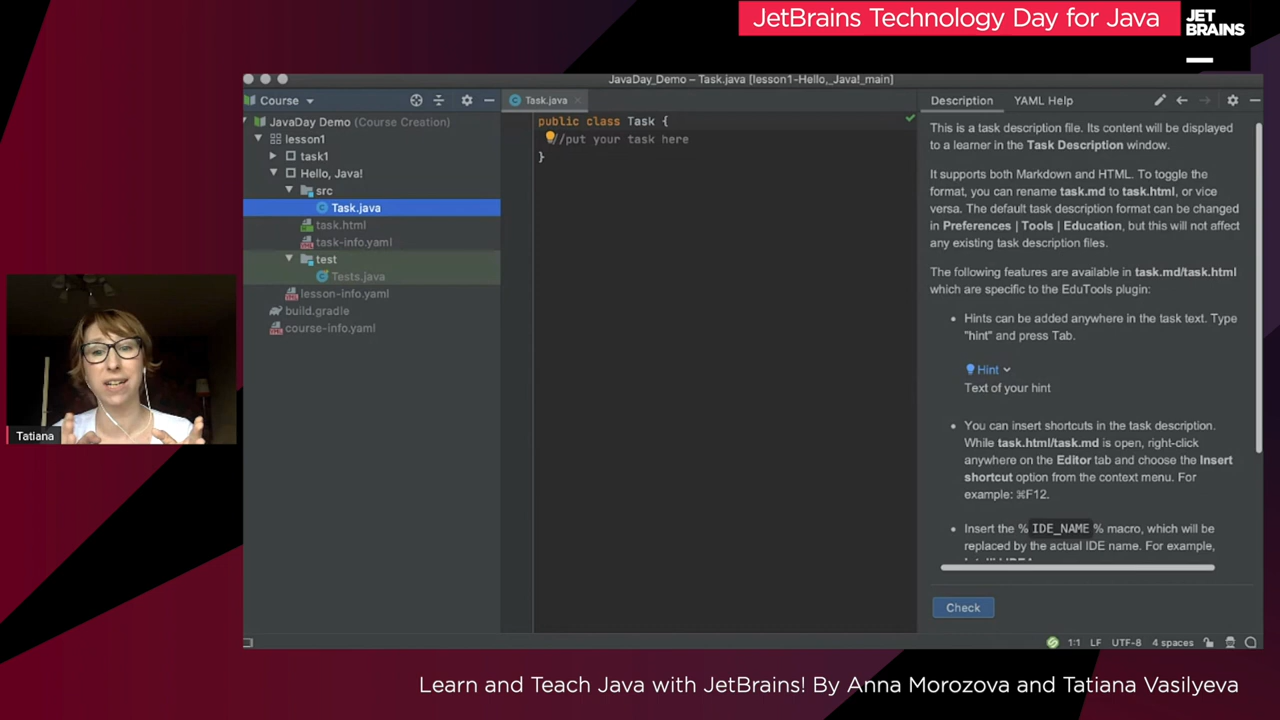 JetBrains Technology Day for Java
JET
BRAINS
JavaDay_Demo – Task.java [lesson1-Hello,_Java!_main]
Course
Task.java
Description
YAML Help
JavaDay Demo (Course Creation)
lesson1
task1
Hello, Java!
src
Task.java
task.html
task-info.yaml
test
Tests.java
lesson-info.yaml
build.gradle
course-info.yaml
public class Task {
//put your task here
}
This is a task description file. Its content will be displayed
to a learner in the Task Description window.
It supports both Markdown and HTML. To toggle the
format, you can rename task.md to task.html, or vice
versa. The default task description format can be changed
in Preferences | Tools | Education, but this will not affect
any existing task description files.
The following features are available in task.md/task.html
which are specific to the EduTools plugin:
• Hints can be added anywhere in the task text. Type
"hint" and press Tab.
Hint
Text of your hint
• You can insert shortcuts in the task description.
While task.html/task.md is open, right-click
anywhere on the Editor tab and choose the Insert
shortcut option from the context menu. For
example: ⌘F12.
• Insert the % IDE_NAME % macro, which will be
replaced by the actual IDE name. For example,
Check
1:1 LF UTF-8 4 spaces
Tatiana
Learn and Teach Java with JetBrains! By Anna Morozova and Tatiana Vasilyeva